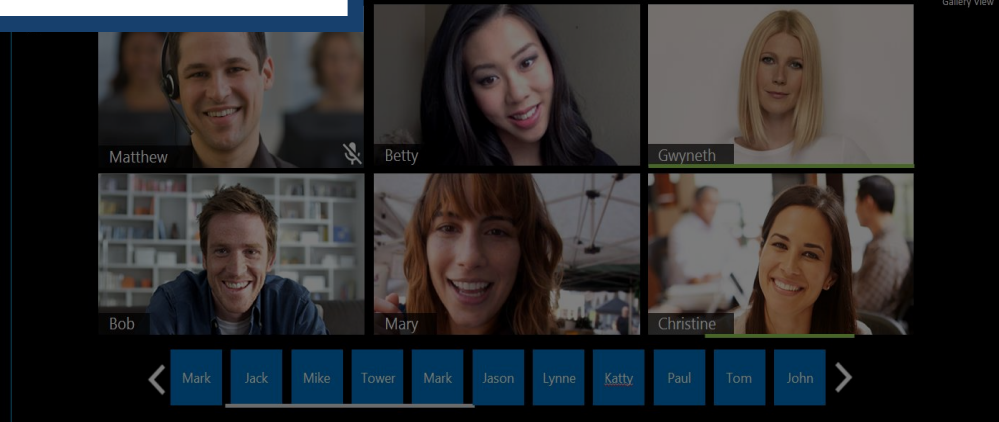 Gallery View
Matthew
Betty
Gwyneth
Bob
Mary
Christine
Mark Jack Mike Tower Mark Jason Lynne Katty Paul Tom John